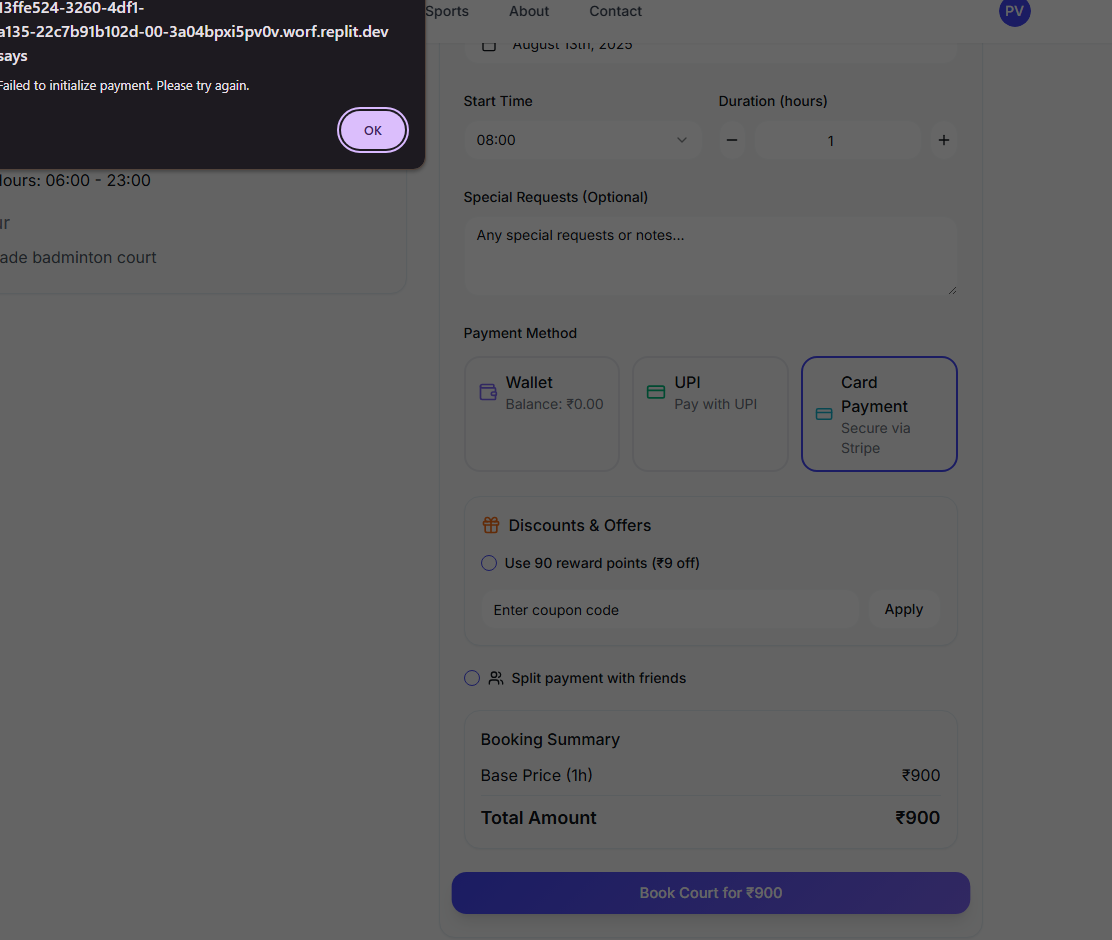 13ffe524-3260-4df1-
a135-22c7b91b102d-00-3a04bpxi5pv0v.worf.replit.dev
says
Failed to initialize payment. Please try again.
OK
Sports About Contact PV
August 13th, 2025
Hours: 06:00 - 23:00
ur
ade badminton court
Start Time Duration (hours)
08:00 − 1 +
Special Requests (Optional)
Any special requests or notes...
Payment Method
Wallet
Balance: ₹0.00
UPI
Pay with UPI
Card
Payment
Secure via
Stripe
Discounts & Offers
Use 90 reward points (₹9 off)
Enter coupon code Apply
Split payment with friends
Booking Summary
Base Price (1h) ₹900
Total Amount ₹900
Book Court for ₹900